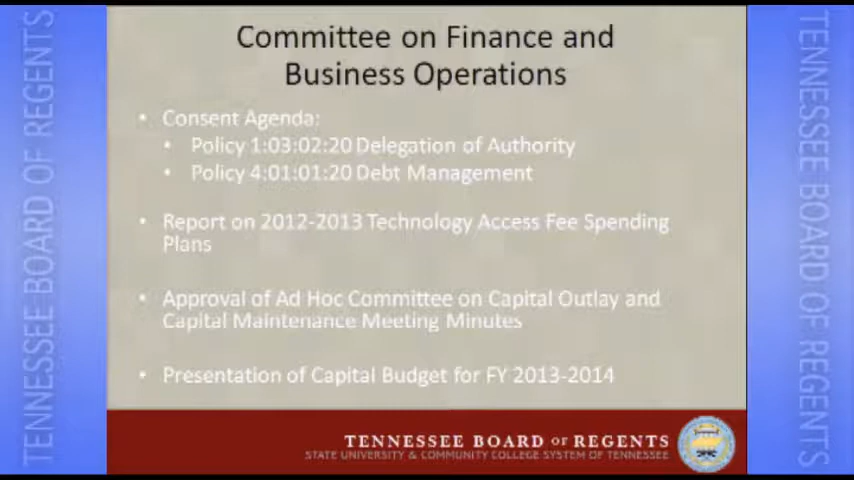 Committee on Finance and
Business Operations
• Consent Agenda:
• Policy 1:03:02:20 Delegation of Authority
• Policy 4:01:01:20 Debt Management
• Report on 2012-2013 Technology Access Fee Spending
Plans
• Approval of Ad Hoc Committee on Capital Outlay and
Capital Maintenance Meeting Minutes
• Presentation of Capital Budget for FY 2013-2014
TENNESSEE BOARD OF REGENTS
STATE UNIVERSITY & COMMUNITY COLLEGE SYSTEM OF TENNESSEE
TENNESSEE BOARD OF REGENTS
TENNESSEE BOARD OF REGENTS